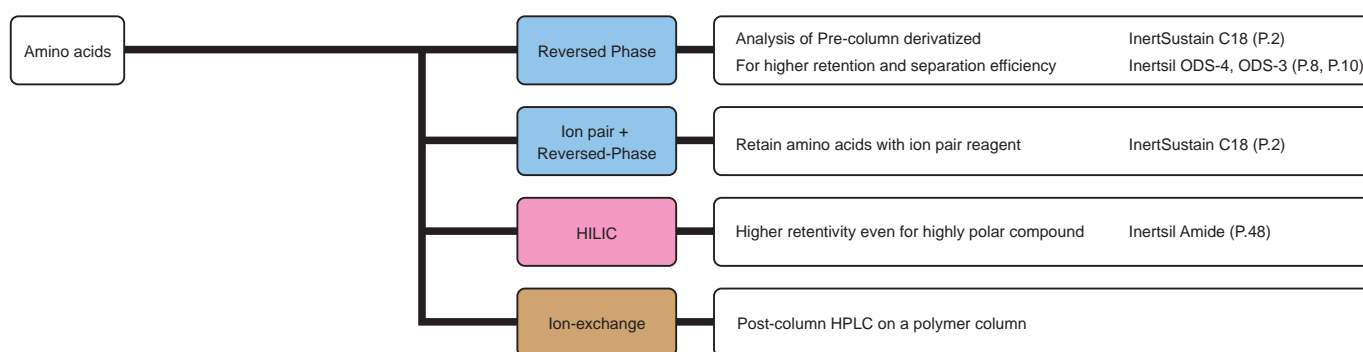 Amino acids
Reversed Phase
Analysis of Pre-column derivatized InertSustain C18 (P.2)
For higher retention and separation efficiency Inertsil ODS-4, ODS-3 (P.8, P.10)
Ion pair +
Reversed-Phase
Retain amino acids with ion pair reagent InertSustain C18 (P.2)
HILIC
Higher retentivity even for highly polar compound Inertsil Amide (P.48)
Ion-exchange
Post-column HPLC on a polymer column